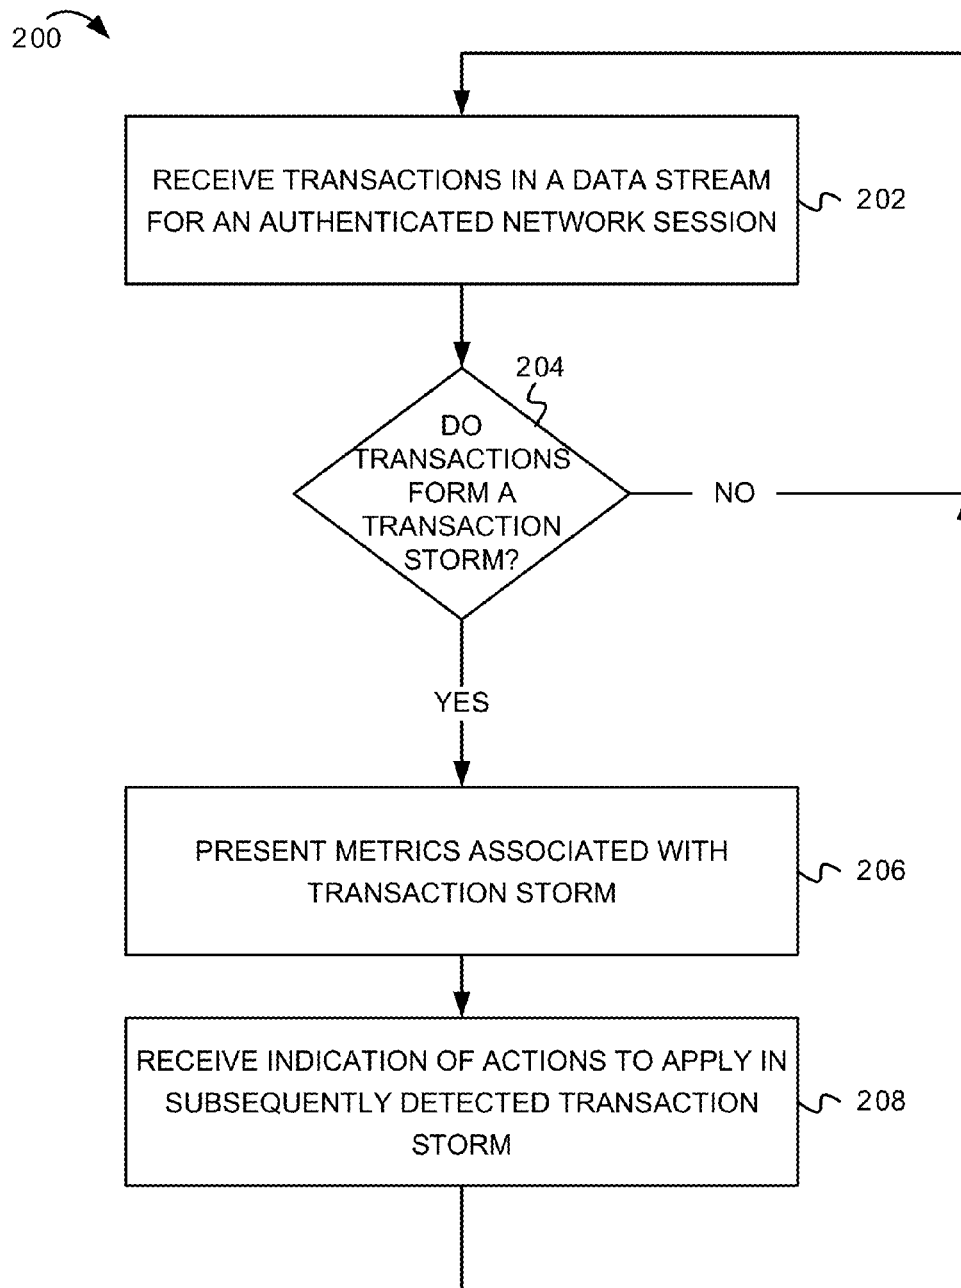 200
RECEIVE TRANSACTIONS IN A DATA STREAM
FOR AN AUTHENTICATED NETWORK SESSION
202
204
DO
TRANSACTIONS
FORM A
TRANSACTION
STORM?
NO
YES
PRESENT METRICS ASSOCIATED WITH
TRANSACTION STORM
206
RECEIVE INDICATION OF ACTIONS TO APPLY IN
SUBSEQUENTLY DETECTED TRANSACTION
STORM
208